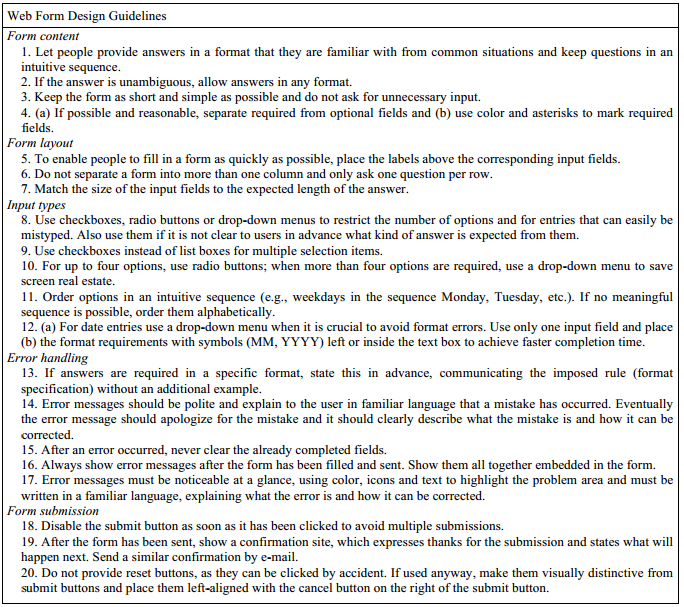 Web Form Design Guidelines
Form content
1. Let people provide answers in a format that they are familiar with from common situations and keep questions in an
intuitive sequence.
2. If the answer is unambiguous, allow answers in any format.
3. Keep the form as short and simple as possible and do not ask for unnecessary input.
4. (a) If possible and reasonable, separate required from optional fields and (b) use color and asterisks to mark required
fields.
Form layout
5. To enable people to fill in a form as quickly as possible, place the labels above the corresponding input fields.
6. Do not separate a form into more than one column and only ask one question per row.
7. Match the size of the input fields to the expected length of the answer.
Input types
8. Use checkboxes, radio buttons or drop-down menus to restrict the number of options and for entries that can easily be
mistyped. Also use them if it is not clear to users in advance what kind of answer is expected from them.
9. Use checkboxes instead of list boxes for multiple selection items.
10. For up to four options, use radio buttons; when more than four options are required, use a drop-down menu to save
screen real estate.
11. Order options in an intuitive sequence (e.g., weekdays in the sequence Monday, Tuesday, etc.). If no meaningful
sequence is possible, order them alphabetically.
12. (a) For date entries use a drop-down menu when it is crucial to avoid format errors. Use only one input field and place
(b) the format requirements with symbols (MM, YYYY) left or inside the text box to achieve faster completion time.
Error handling
13. If answers are required in a specific format, state this in advance, communicating the imposed rule (format
specification) without an additional example.
14. Error messages should be polite and explain to the user in familiar language that a mistake has occurred. Eventually
the error message should apologize for the mistake and it should clearly describe what the mistake is and how it can be
corrected.
15. After an error occurred, never clear the already completed fields.
16. Always show error messages after the form has been filled and sent. Show them all together embedded in the form.
17. Error messages must be noticeable at a glance, using color, icons and text to highlight the problem area and must be
written in a familiar language, explaining what the error is and how it can be corrected.
Form submission
18. Disable the submit button as soon as it has been clicked to avoid multiple submissions.
19. After the form has been sent, show a confirmation site, which expresses thanks for the submission and states what will
happen next. Send a similar confirmation by e-mail.
20. Do not provide reset buttons, as they can be clicked by accident. If used anyway, make them visually distinctive from
submit buttons and place them left-aligned with the cancel button on the right of the submit button.